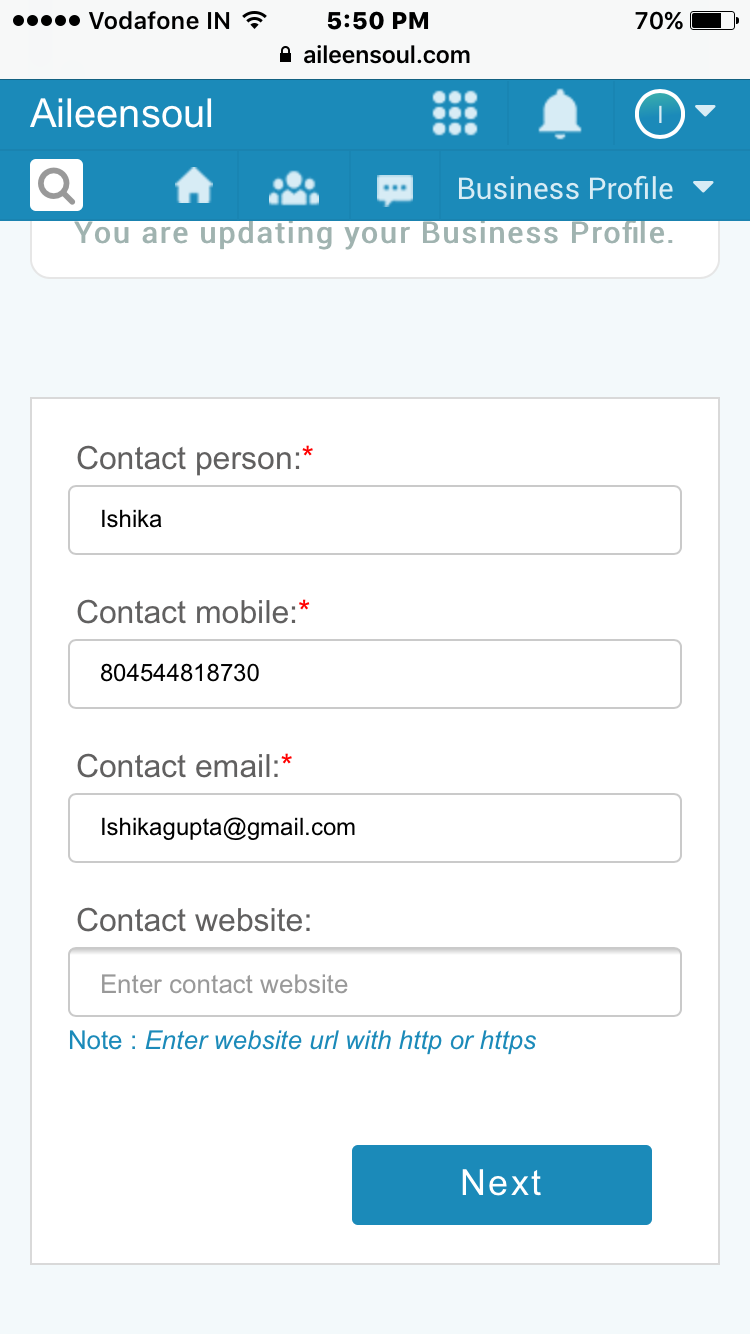 Vodafone IN 5:50 PM 70%
aileensoul.com
Aileensoul
I
Business Profile
You are updating your Business Profile.
Contact person:*
Ishika
Contact mobile:*
804544818730
Contact email:*
Ishikagupta@gmail.com
Contact website:
Enter contact website
Note : Enter website url with http or https
Next